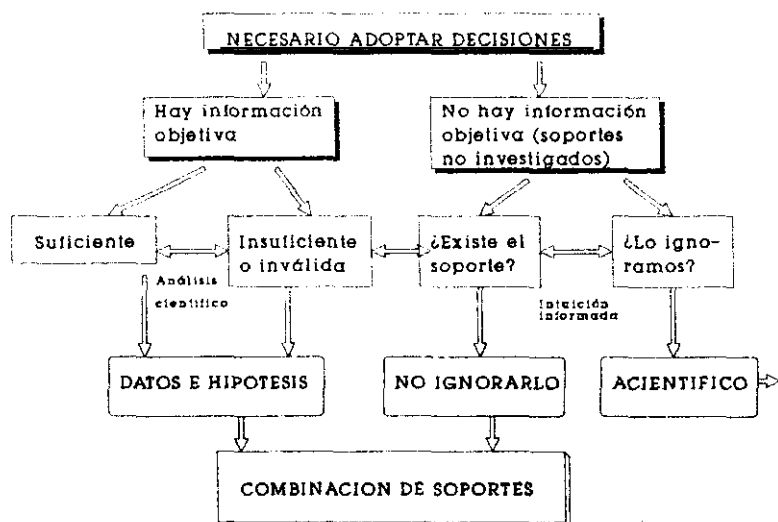 NECESARIO ADOPTAR DECISIONES
Hay información
objetiva
No hay información
objetiva (soportes
no investigados)
Suficiente
Insuficiente
o inválida
¿Existe el
soporte?
¿Lo igno-
ramos?
Análisis
científico
Intuición
informada
DATOS E HIPOTESIS
NO IGNORARLO
ACIENTIFICO
COMBINACION DE SOPORTES